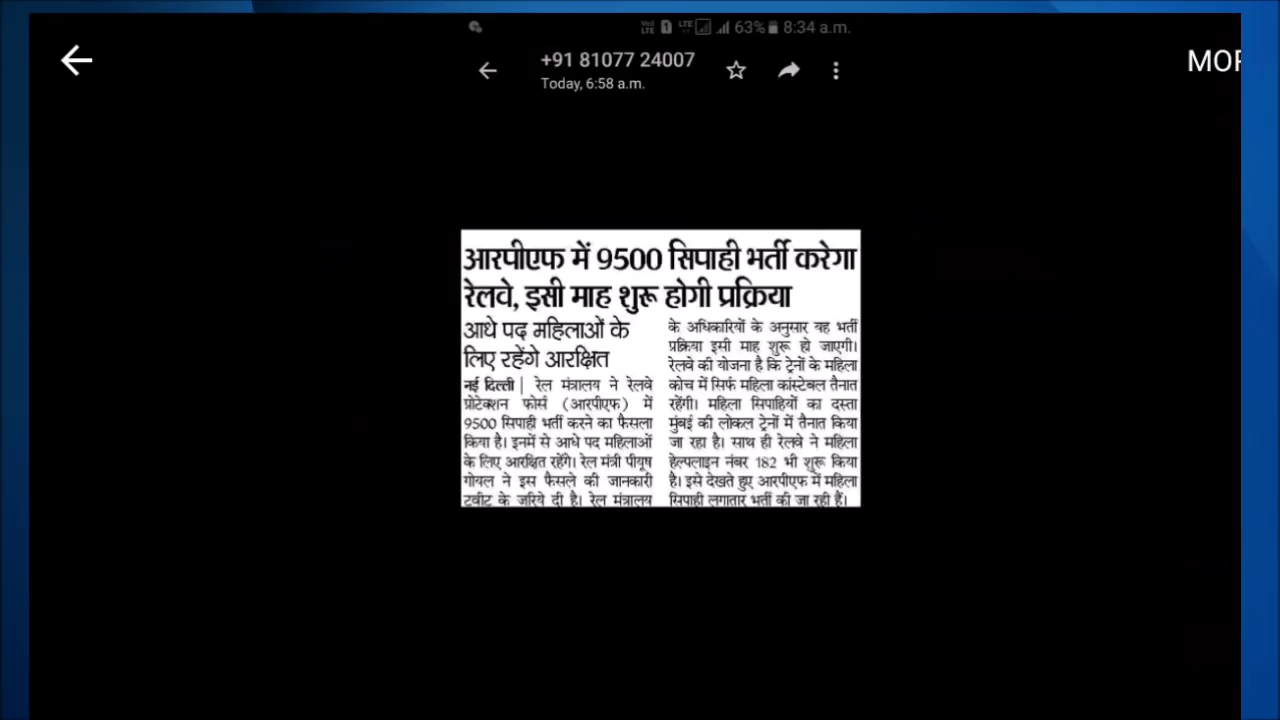 VoLTE LTE 1 LTE 63% 8:34 a.m.
+91 81077 24007
Today, 6:58 a.m.
MOR
आरपीएफ में 9500 सिपाही भर्ती करेगा
रेलवे, इसी माह शुरू होगी प्रक्रिया
आधे पद महिलाओं के
लिए रहेंगे आरक्षित
नई दिल्ली | रेल मंत्रालय ने रेलवे
प्रोटेक्शन फोर्स (आरपीएफ) में
9500 सिपाही भर्ती करने का फैसला
किया है। इनमें से आधे पद महिलाओं
के लिए आरक्षित रहेंगे। रेल मंत्री पीयूष
गोयल ने इस फैसले की जानकारी
ट्वीट के जरिये दी है। रेल मंत्रालय
के अधिकारियों के अनुसार यह भर्ती
प्रक्रिया इसी माह शुरू हो जाएगी।
रेलवे की योजना है कि ट्रेनों के महिला
कोच में सिर्फ महिला कांस्टेबल तैनात
रहेंगी। महिला सिपाहियों का दस्ता
मुंबई की लोकल ट्रेनों में तैनात किया
जा रहा है। साथ ही रेलवे ने महिला
हेल्पलाइन नंबर 182 भी शुरू किया
है। इसे देखते हुए आरपीएफ में महिला
सिपाही लगातार भर्ती की जा रही हैं।